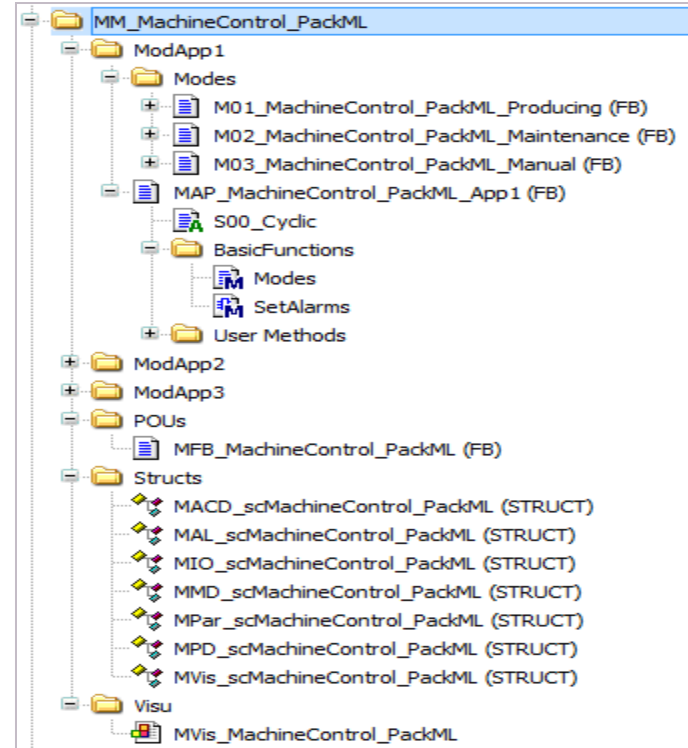 MM_MachineControl_PackML
ModApp1
Modes
M01_MachineControl_PackML_Producing (FB)
M02_MachineControl_PackML_Maintenance (FB)
M03_MachineControl_PackML_Manual (FB)
MAP_MachineControl_PackML_App1 (FB)
S00_Cyclic
BasicFunctions
Modes
SetAlarms
User Methods
ModApp2
ModApp3
POUs
MFB_MachineControl_PackML (FB)
Structs
MACD_scMachineControl_PackML (STRUCT)
MAL_scMachineControl_PackML (STRUCT)
MIO_scMachineControl_PackML (STRUCT)
MMD_scMachineControl_PackML (STRUCT)
MPar_scMachineControl_PackML (STRUCT)
MPD_scMachineControl_PackML (STRUCT)
MVis_scMachineControl_PackML (STRUCT)
Visu
MVis_MachineControl_PackML